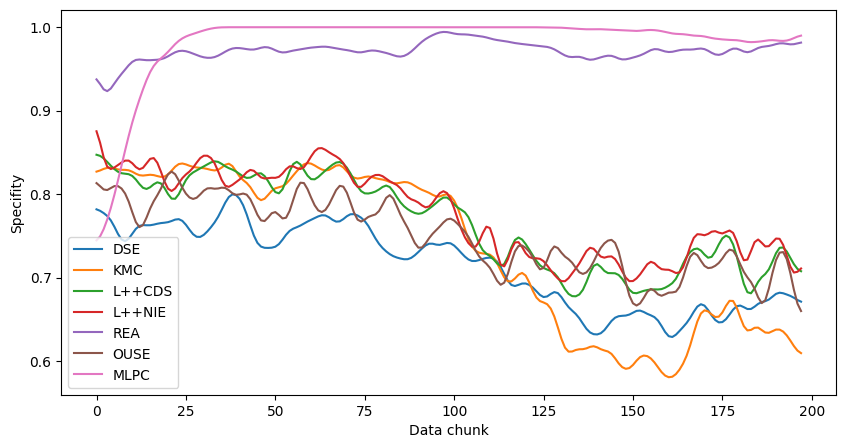 1.0
0.9
0.8
0.7
0.6
Specifity
DSE
KMC
L++CDS
L++NIE
REA
OUSE
MLPC
0 25 50 75 100 125 150 175 200
Data chunk